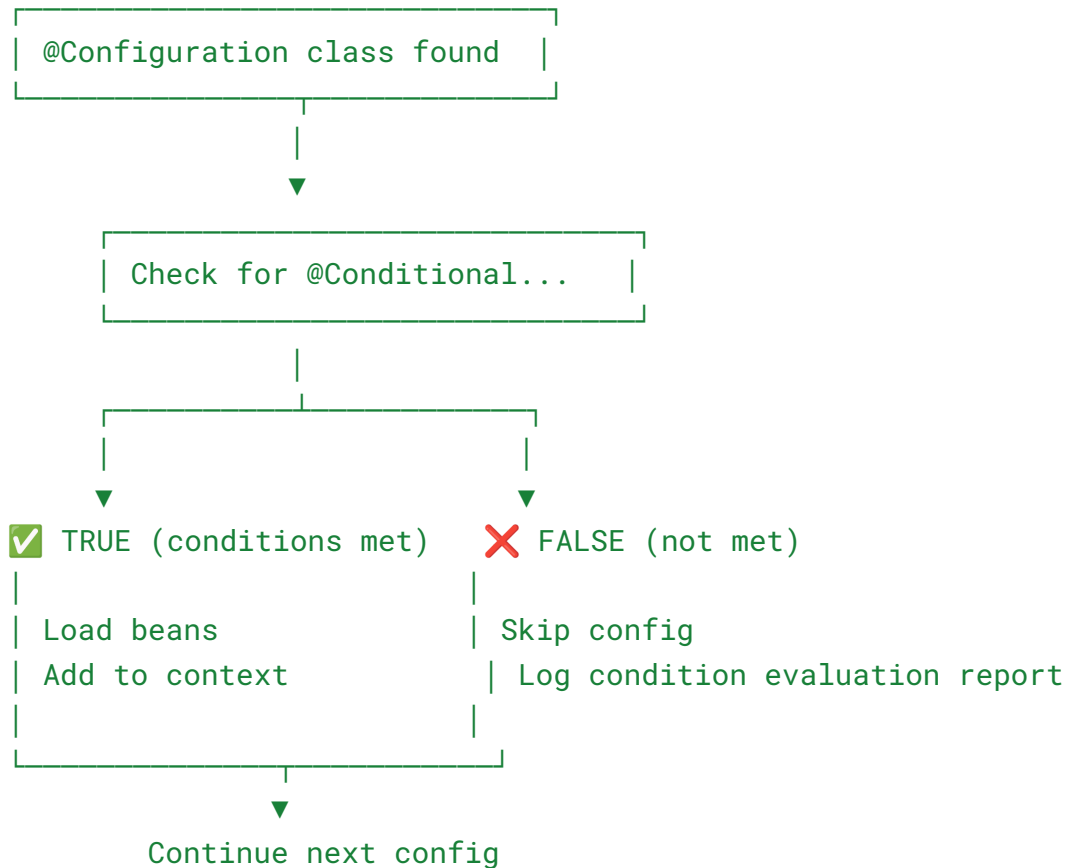 @Configuration class found
Check for @Conditional...
✅ TRUE (conditions met) ❌ FALSE (not met)
Load beans Skip config
Add to context Log condition evaluation report
Continue next config